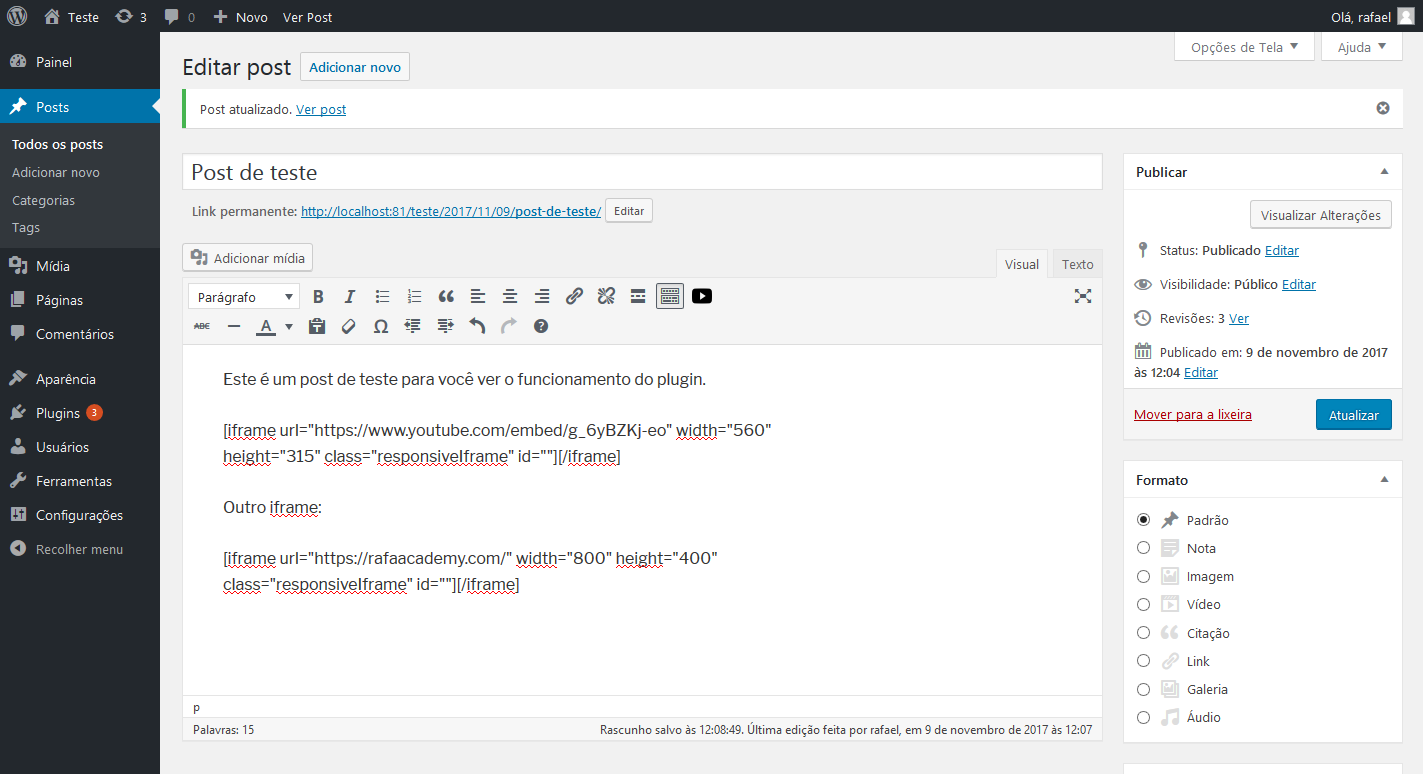 Teste 3 0 Novo Ver Post Olá, rafael
Opções de Tela Ajuda
Painel
Posts
Todos os posts
Adicionar novo
Categorias
Tags
Mídia
Páginas
Comentários
Aparência
Plugins 3
Usuários
Ferramentas
Configurações
Recolher menu
Editar post Adicionar novo
Post atualizado. Ver post
Post de teste
Link permanente: http://localhost:81/teste/2017/11/09/post-de-teste/ Editar
Adicionar mídia
Visual Texto
Parágrafo B I
ABC A
Este é um post de teste para você ver o funcionamento do plugin.
[iframe url="https://www.youtube.com/embed/g_6yBZKj-eo" width="560"
height="315" class="responsiveIframe" id=""][/iframe]
Outro iframe:
[iframe url="https://rafaacademy.com/" width="800" height="400"
class="responsiveIframe" id=""][/iframe]
p
Palavras: 15 Rascunho salvo às 12:08:49. Última edição feita por rafael, em 9 de novembro de 2017 às 12:07
Publicar
Visualizar Alterações
Status: Publicado Editar
Visibilidade: Público Editar
Revisões: 3 Ver
Publicado em: 9 de novembro de 2017
às 12:04 Editar
Mover para a lixeira Atualizar
Formato
Padrão
Nota
Imagem
Vídeo
Citação
Link
Galeria
Áudio